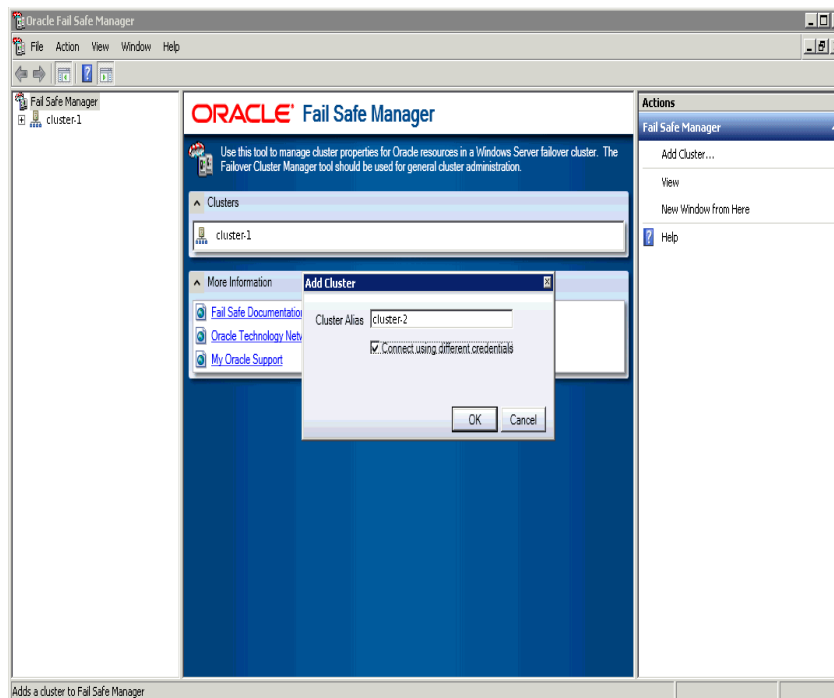 Oracle Fail Safe Manager
File Action View Window Help
Fail Safe Manager
cluster-1
ORACLE Fail Safe Manager
Use this tool to manage cluster properties for Oracle resources in a Windows Server failover cluster. The
Failover Cluster Manager tool should be used for general cluster administration.
Clusters
cluster-1
More Information
Fail Safe Documentation
Oracle Technology Netw
My Oracle Support
Add Cluster
Cluster Alias cluster-2
Connect using different credentials
OK Cancel
Actions
Fail Safe Manager
Add Cluster...
View
New Window from Here
Help
Adds a cluster to Fail Safe Manager